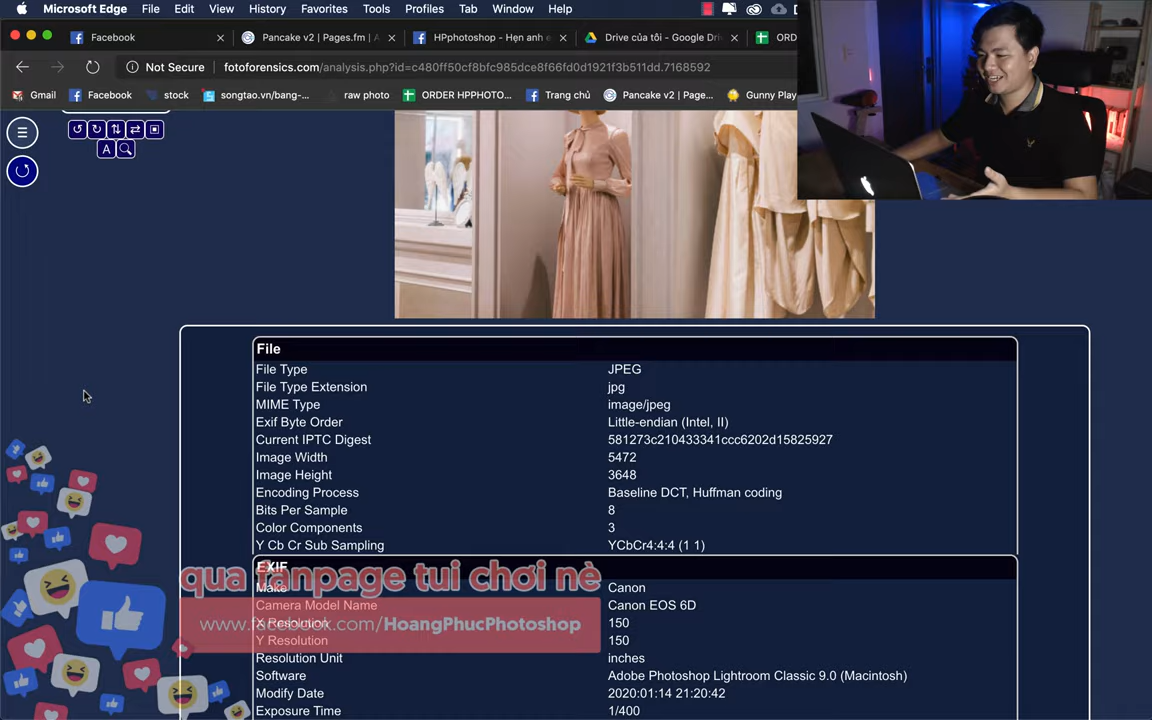 Microsoft Edge File Edit View History Favorites Tools Profiles Tab Window Help
Facebook Pancake v2 | Pages.fm | A HPphotoshop - Hẹn anh e Drive của tôi - Google Dri ORD
Not Secure fotoforensics.com/analysis.php?id=c480ff50cf8bfc985dce8f66fd0d1921f3b511dd.7168592
Gmail Facebook stock songtao.vn/bang-... raw photo ORDER HPPHOTO... Trang chủ Pancake v2 | Page... Gunny Play
A
File
File Type JPEG
File Type Extension jpg
MIME Type image/jpeg
Exif Byte Order Little-endian (Intel, II)
Current IPTC Digest 581273c210433341ccc6202d15825927
Image Width 5472
Image Height 3648
Encoding Process Baseline DCT, Huffman coding
Bits Per Sample 8
Color Components 3
Y Cb Cr Sub Sampling YCbCr4:4:4 (1 1)
EXIF
qua fanpage tui chơi nè
Make Canon
Camera Model Name Canon EOS 6D
X Resolution 150
www.facebook.com/HoangPhucPhotoshop
Y Resolution 150
Resolution Unit inches
Software Adobe Photoshop Lightroom Classic 9.0 (Macintosh)
Modify Date 2020:01:14 21:20:42
Exposure Time 1/400